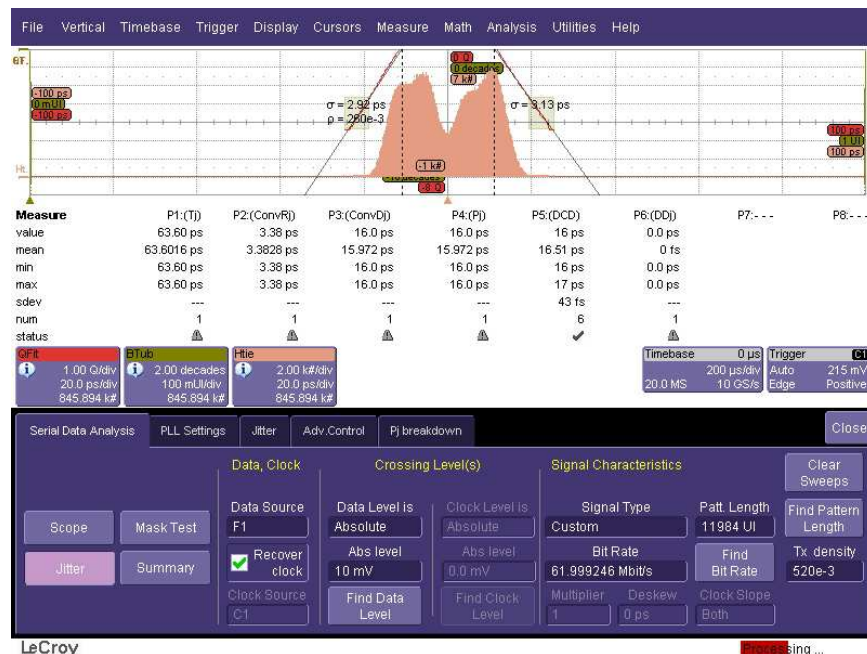 File Vertical Timebase Trigger Display Cursors Measure Math Analysis Utilities Help
0 Q
0 decades
7 k#
-100 ps
0 mUI
-100 ps
σ = 2.92 ps
ρ = 260e-3
σ = 3.13 ps
100 ps
1 UI
100 ps
-1 k#
-8 Q
Ht
Measure P1:(Tj) P2:(ConvRj) P3:(ConvDj) P4:(Pj) P5:(DCD) P6:(DDj) P7:- - - P8:- -
value 63.60 ps 3.38 ps 16.0 ps 16.0 ps 16 ps 0.0 ps
mean 63.6016 ps 3.3828 ps 15.972 ps 15.972 ps 16.51 ps 0 fs
min 63.60 ps 3.38 ps 16.0 ps 16.0 ps 16 ps 0.0 ps
max 63.60 ps 3.38 ps 16.0 ps 16.0 ps 17 ps 0.0 ps
sdev --- --- --- --- 43 fs ---
num 1 1 1 1 6 1
status
QFit
1.00 Q/div
20.0 ps/div
845.894 k#
BTub
2.00 decades
100 mUI/div
845.894 k#
Htie
2.00 k#/div
20.0 ps/div
845.894 k#
Timebase 0 µs
200 µs/div
20.0 MS 10 GS/s
Trigger C1
Auto 215 mV
Edge Positive
Serial Data Analysis PLL Settings Jitter Adv.Control Pj breakdown Close
Data, Clock Crossing Level(s) Signal Characteristics Clear Sweeps
Scope Mask Test
Jitter Summary
Data Source
F1
Recover clock
Clock Source
C1
Data Level is
Absolute
Abs level
10 mV
Find Data Level
Clock Level is
Absolute
Abs level
0.0 mV
Find Clock Level
Signal Type
Custom
Bit Rate
61.999246 Mbit/s
Multiplier
1
Deskew
0 ps
Patt. Length
11984 UI
Find Bit Rate
Clock Slope
Both
Find Pattern Length
Tx density
520e-3
LeCroy
Processing ...